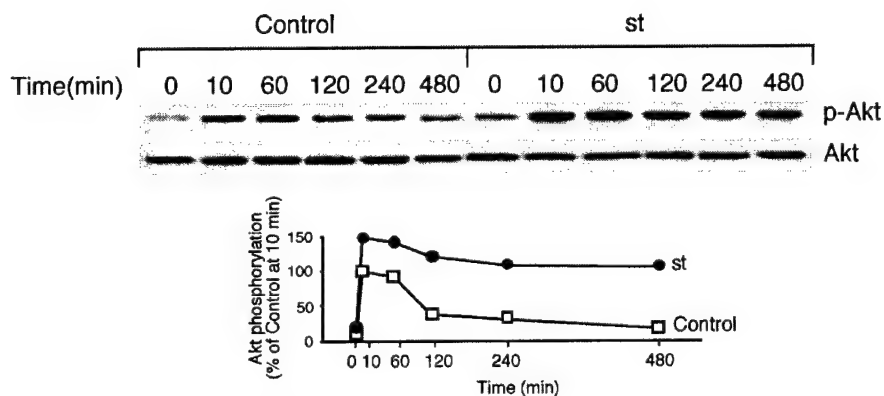 Control st
Time(min) 0 10 60 120 240 480 0 10 60 120 240 480
p-Akt
Akt
Akt phosphorylation
(% of Control at 10 min)
150
100
50
0
st
Control
0 10 60 120 240 480
Time (min)